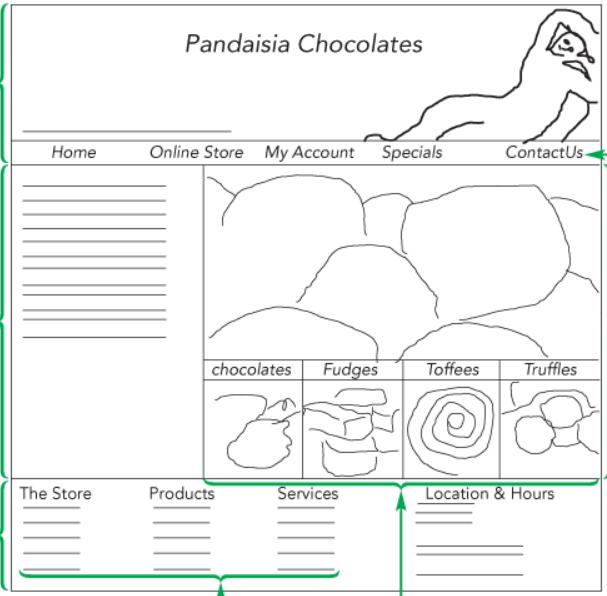 Pandaisia Chocolates
Home Online Store My Account Specials ContactUs
chocolates Fudges Toffees Truffles
The Store Products Services Location & Hours